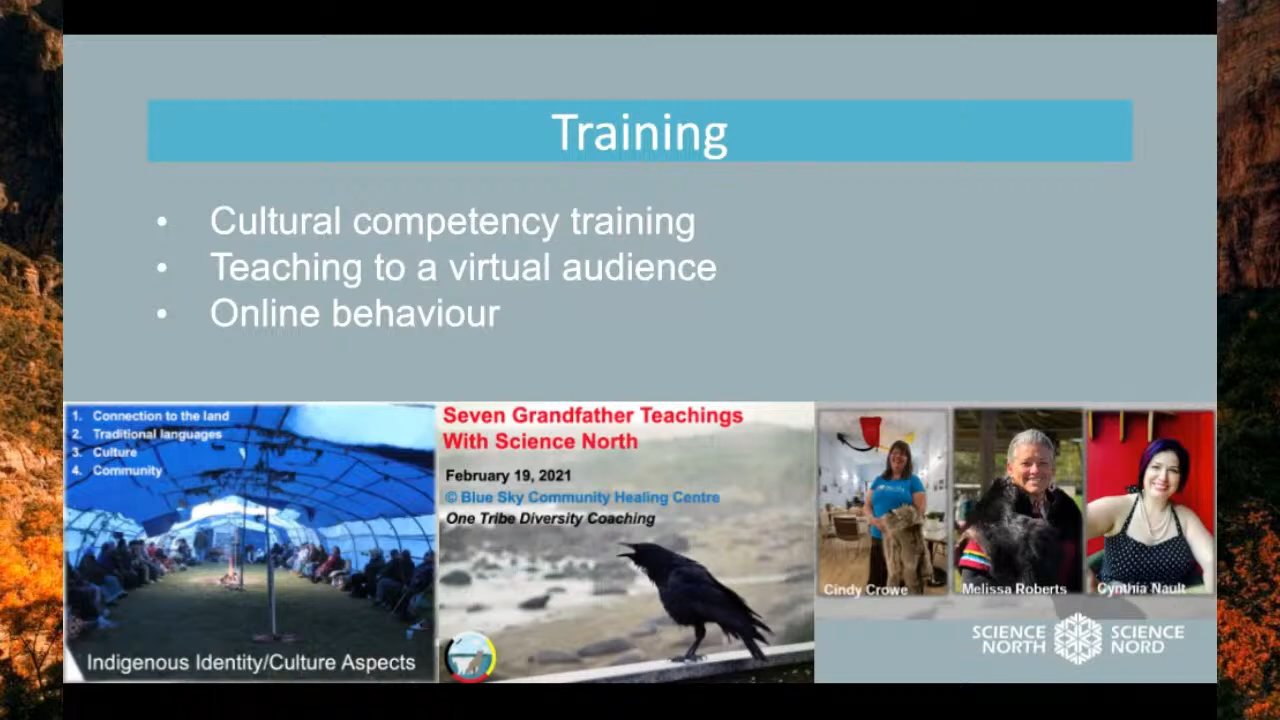 Training
• Cultural competency training
• Teaching to a virtual audience
• Online behaviour
1. Connection to the land
2. Traditional languages
3. Culture
4. Community
Indigenous Identity/Culture Aspects
Seven Grandfather Teachings
With Science North
February 19, 2021
© Blue Sky Community Healing Centre
One Tribe Diversity Coaching
Cindy Crowe
Melissa Roberts
Cynthia Nault
SCIENCE NORTH
SCIENCE NORD